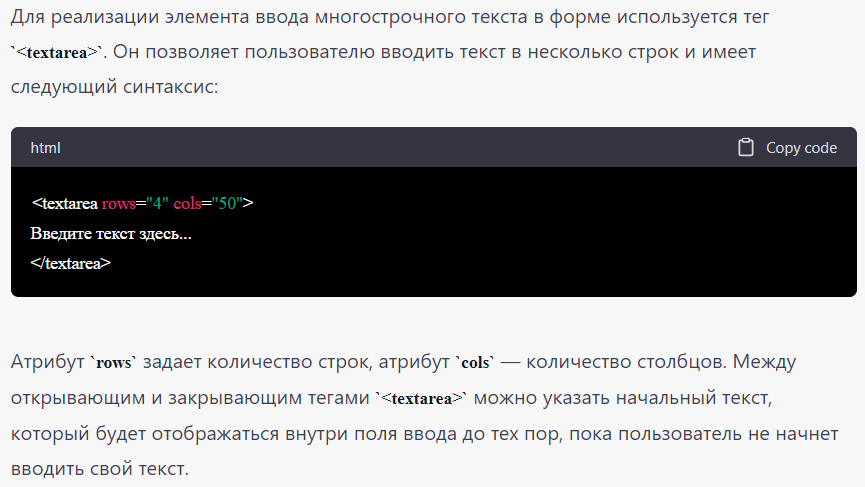 Для реализации элемента ввода многострочного текста в форме используется тег
`<textarea>`. Он позволяет пользователю вводить текст в несколько строк и имеет
следующий синтаксис:
html Copy code
<textarea rows="4" cols="50">
Введите текст здесь...
</textarea>
Атрибут `rows` задает количество строк, атрибут `cols` — количество столбцов. Между
открывающим и закрывающим тегами `<textarea>` можно указать начальный текст,
который будет отображаться внутри поля ввода до тех пор, пока пользователь не начнет
вводить свой текст.